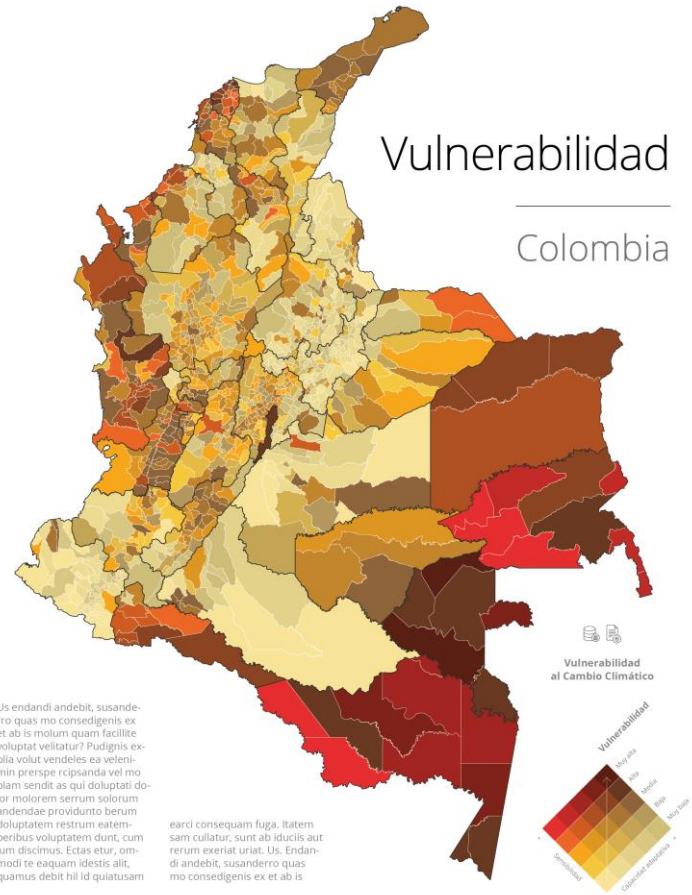 Vulnerabilidad
Colombia
Vulnerabilidad
al Cambio Climático
Vulnerabilidad
Muy alta
Alta
Media
Baja
Muy baja
Sensibilidad
Capacidad adaptativa
Us endandi andebit, susande-
rro quas mo consedigenis ex
et ab is molum quam facillite
voluptat velitatur? Pudignis ex-
plia volut vendeles ea veleni-
min prerspe rcipsanda vel mo
blam sendit as qui doluptati do-
or molorem serrum solorum
andendae providunto berum
doluptatem restrum eatem-
peribus voluptatem dunt, cum
um discimus. Ectas etur, om-
modi te eaquam idestis alit,
quamus debit hil id quiatusam
earci consequam fuga. Itatem
sam cullatur, sunt ab iduciis aut
rerum exeriat uriat. Us. Endan-
di andebit, susanderro quas
mo consedigenis ex et ab is